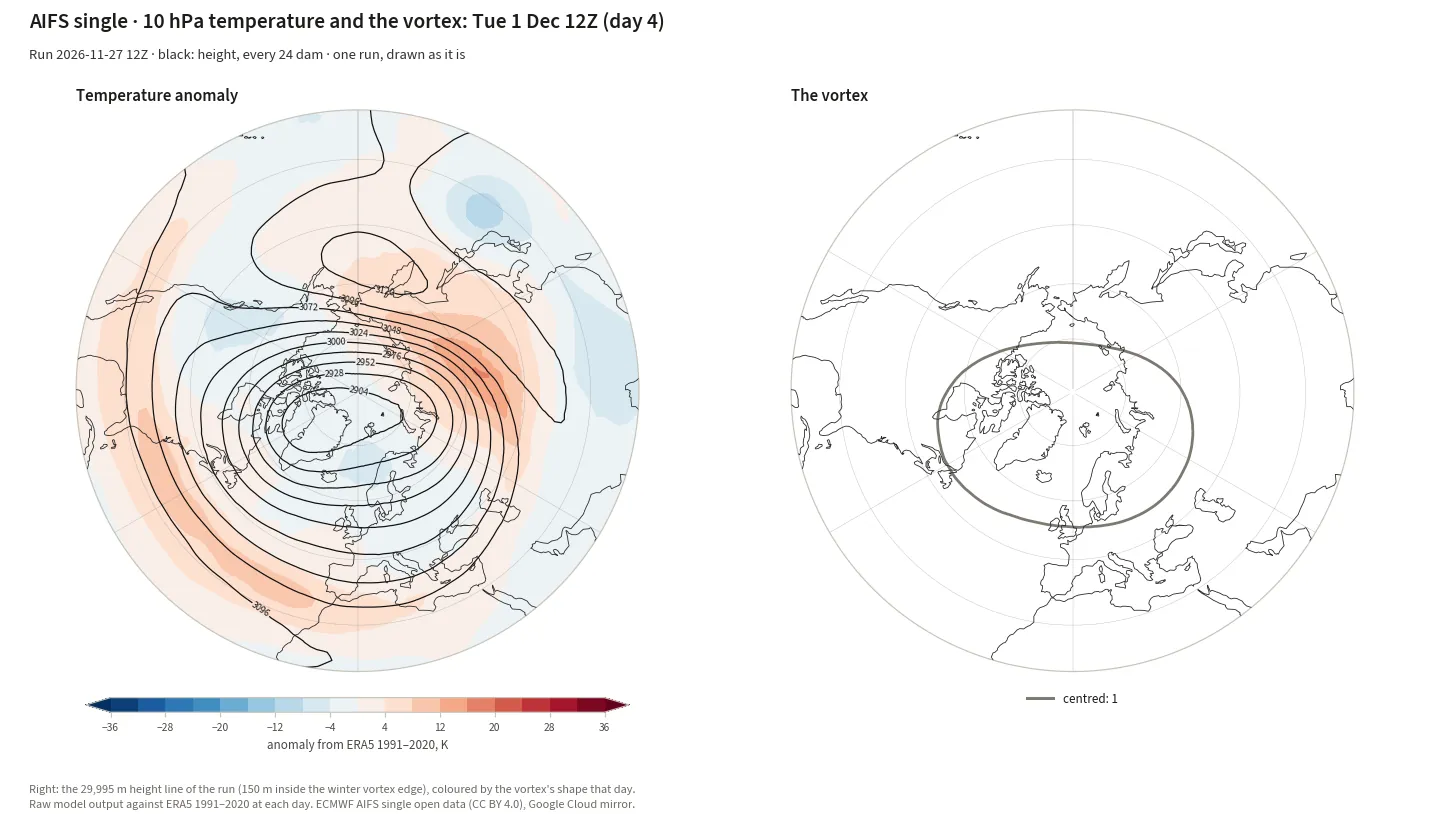 AIFS single · 10 hPa temperature and the vortex: Tue 1 Dec 12Z (day 4)
Run 2026-11-27 12Z · black: height, every 24 dam · one run, drawn as it is
Temperature anomaly
The vortex
3120
3096
3072
3048
3024
3000
2976
2952
2928
2904
3096
−36 −28 −20 −12 −4 4 12 20 28 36
anomaly from ERA5 1991–2020, K
centred: 1
Right: the 29,995 m height line of the run (150 m inside the winter vortex edge), coloured by the vortex's shape that day.
Raw model output against ERA5 1991–2020 at each day. ECMWF AIFS single open data (CC BY 4.0), Google Cloud mirror.